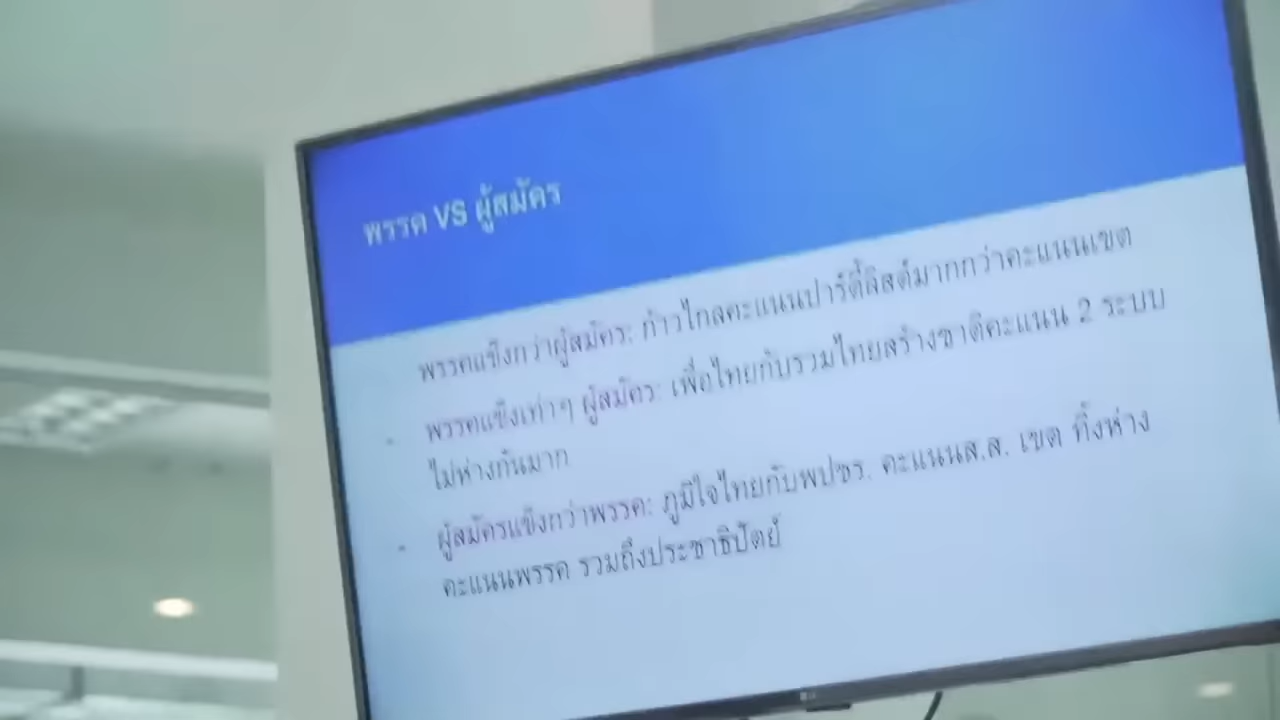 พรรค VS ผู้สมัคร
พรรคแข็งกว่าผู้สมัคร: ก้าวไกลคะแนนปาร์ตี้ลิสต์มากกว่าคะแนนเขต
- พรรคแข็งเท่าๆ ผู้สมัคร: เพื่อไทยกับรวมไทยสร้างชาติคะแนน 2 ระบบ
ไม่ห่างกันมาก
- ผู้สมัครแข็งกว่าพรรค: ภูมิใจไทยกับพปชร. คะแนนส.ส. เขต ทิ้งห่าง
คะแนนพรรค รวมถึงประชาธิปัตย์
LG